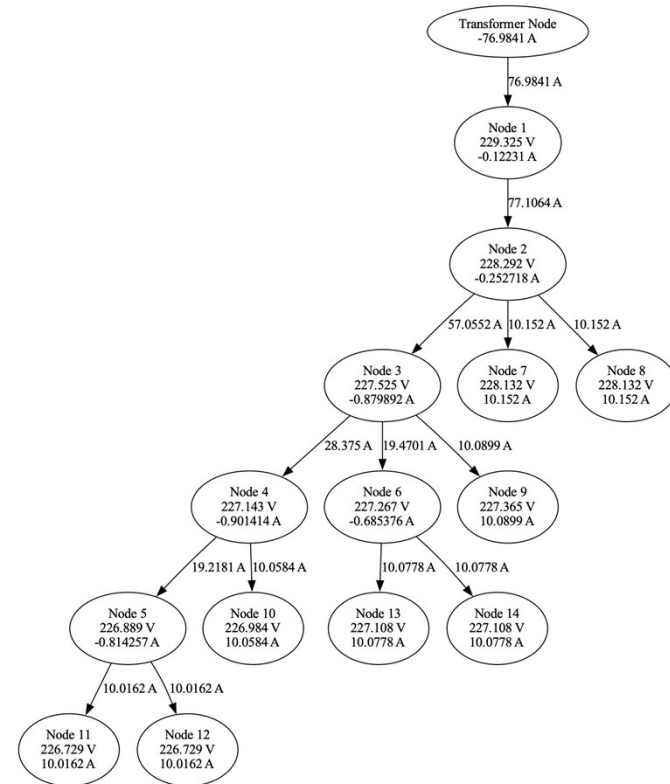 Transformer Node
-76.9841 A
76.9841 A
Node 1
229.325 V
-0.12231 A
77.1064 A
Node 2
228.292 V
-0.252718 A
57.0552 A
10.152 A
10.152 A
Node 3
227.525 V
-0.879892 A
Node 7
228.132 V
10.152 A
Node 8
228.132 V
10.152 A
28.375 A
19.4701 A
10.0899 A
Node 4
227.143 V
-0.901414 A
Node 6
227.267 V
-0.685376 A
Node 9
227.365 V
10.0899 A
19.2181 A
10.0584 A
10.0778 A
10.0778 A
Node 5
226.889 V
-0.814257 A
Node 10
226.984 V
10.0584 A
Node 13
227.108 V
10.0778 A
Node 14
227.108 V
10.0778 A
10.0162 A
10.0162 A
Node 11
226.729 V
10.0162 A
Node 12
226.729 V
10.0162 A